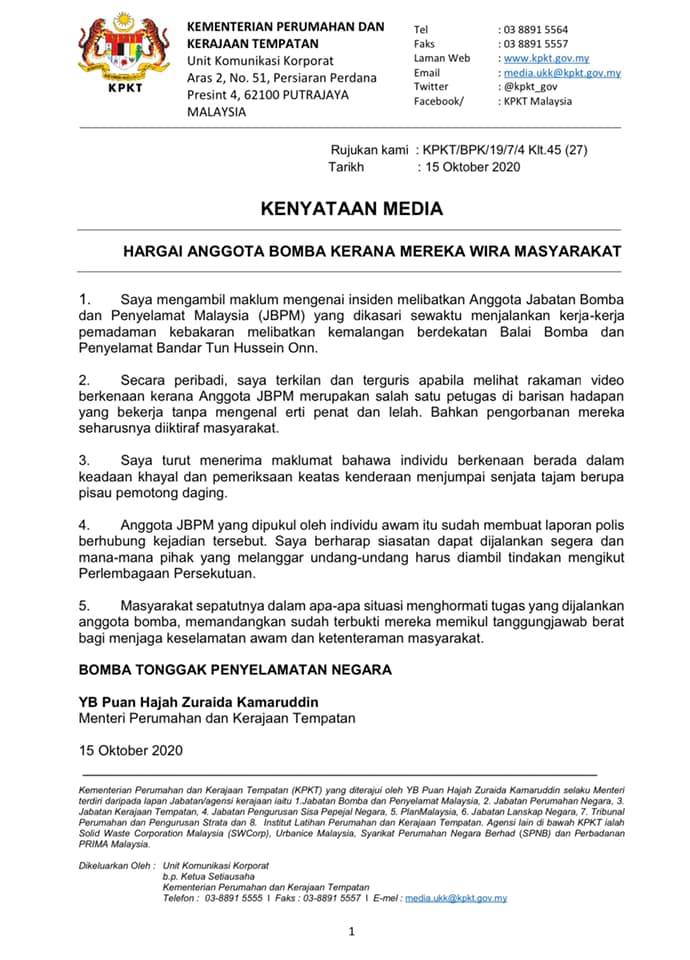 KPKT
KEMENTERIAN PERUMAHAN DAN
KERAJAAN TEMPATAN
Unit Komunikasi Korporat
Aras 2, No. 51, Persiaran Perdana
Presint 4, 62100 PUTRAJAYA
MALAYSIA
Tel : 03 8891 5564
Faks : 03 8891 5557
Laman Web : www.kpkt.gov.my
Email : media.ukk@kpkt.gov.my
Twitter : @kpkt_gov
Facebook/ : KPKT Malaysia
Rujukan kami : KPKT/BPK/19/7/4 Klt.45 (27)
Tarikh : 15 Oktober 2020
KENYATAAN MEDIA
HARGAI ANGGOTA BOMBA KERANA MEREKA WIRA MASYARAKAT
1. Saya mengambil maklum mengenai insiden melibatkan Anggota Jabatan Bomba
dan Penyelamat Malaysia (JBPM) yang dikasari sewaktu menjalankan kerja-kerja
pemadaman kebakaran melibatkan kemalangan berdekatan Balai Bomba dan
Penyelamat Bandar Tun Hussein Onn.
2. Secara peribadi, saya terkilan dan terguris apabila melihat rakaman video
berkenaan kerana Anggota JBPM merupakan salah satu petugas di barisan hadapan
yang bekerja tanpa mengenal erti penat dan lelah. Bahkan pengorbanan mereka
seharusnya diiktiraf masyarakat.
3. Saya turut menerima maklumat bahawa individu berkenaan berada dalam
keadaan khayal dan pemeriksaan keatas kenderaan menjumpai senjata tajam berupa
pisau pemotong daging.
4. Anggota JBPM yang dipukul oleh individu awam itu sudah membuat laporan polis
berhubung kejadian tersebut. Saya berharap siasatan dapat dijalankan segera dan
mana-mana pihak yang melanggar undang-undang harus diambil tindakan mengikut
Perlembagaan Persekutuan.
5. Masyarakat sepatutnya dalam apa-apa situasi menghormati tugas yang dijalankan
anggota bomba, memandangkan sudah terbukti mereka memikul tanggungjawab berat
bagi menjaga keselamatan awam dan ketenteraman masyarakat.
BOMBA TONGGAK PENYELAMATAN NEGARA
YB Puan Hajah Zuraida Kamaruddin
Menteri Perumahan dan Kerajaan Tempatan
15 Oktober 2020
Kementerian Perumahan dan Kerajaan Tempatan (KPKT) yang diterajui oleh YB Puan Hajah Zuraida Kamaruddin selaku Menteri
terdiri daripada lapan Jabatan/agensi kerajaan iaitu 1.Jabatan Bomba dan Penyelamat Malaysia, 2. Jabatan Perumahan Negara, 3.
Jabatan Kerajaan Tempatan, 4. Jabatan Pengurusan Sisa Pepejal Negara, 5. PlanMalaysia, 6. Jabatan Lanskap Negara, 7. Tribunal
Perumahan dan Pengurusan Strata dan 8. Institut Latihan Perumahan dan Kerajaan Tempatan. Agensi lain di bawah KPKT ialah
Solid Waste Corporation Malaysia (SWCorp), Urbanice Malaysia, Syarikat Perumahan Negara Berhad (SPNB) dan Perbadanan
PRIMA Malaysia.
Dikeluarkan Oleh : Unit Komunikasi Korporat
b.p. Ketua Setiausaha
Kementerian Perumahan dan Kerajaan Tempatan
Telefon : 03-8891 5555 I Faks : 03-8891 5557 I E-mel : media.ukk@kpkt.gov.my
1